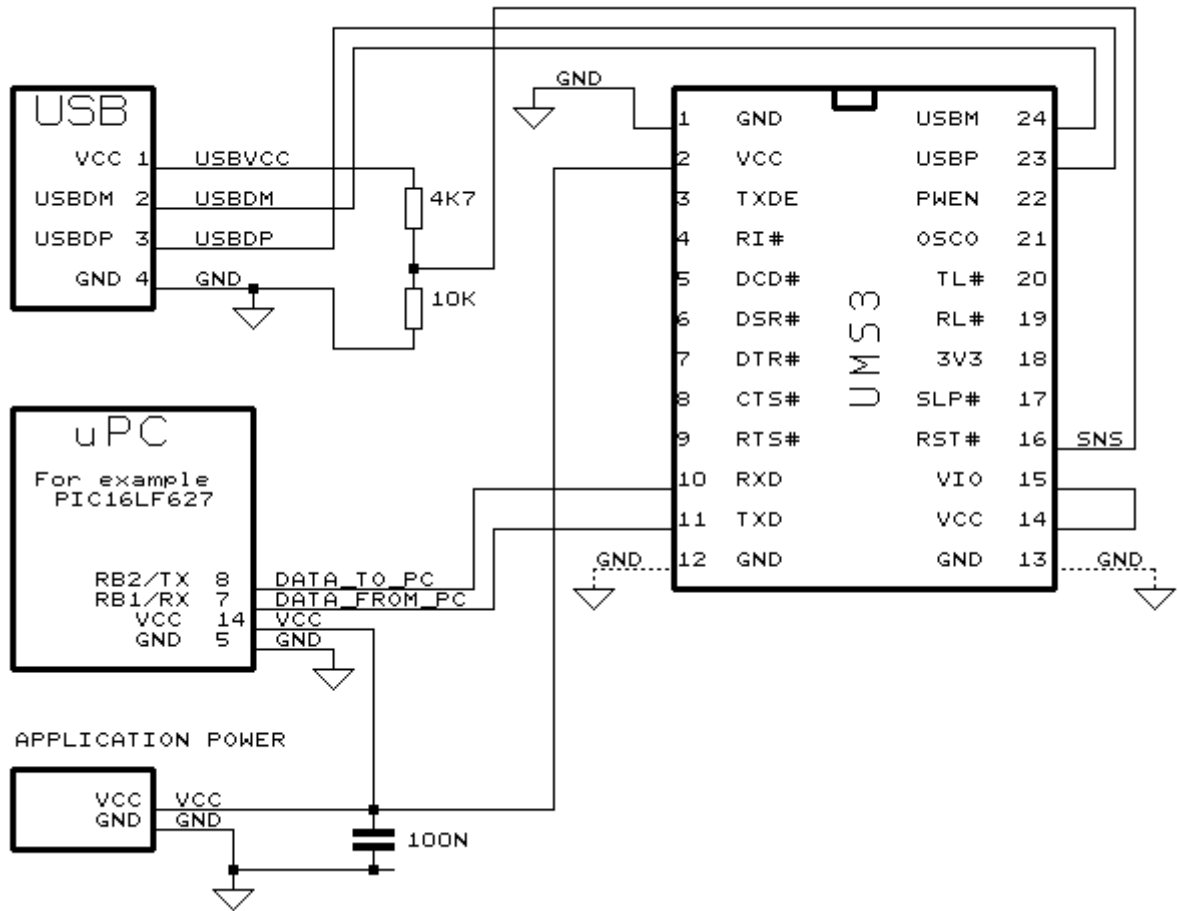 USB
VCC 1 USBVCC
USBDM 2 USBDM
USBDP 3 USBDP
GND 4 GND
4K7
10K
GND
1 GND USBM 24
2 VCC USBP 23
3 TXDE PWEN 22
4 RI# OSCO 21
5 DCD# TL# 20
6 DSR# RL# 19
7 DTR# 3V3 18
8 CTS# SLP# 17
9 RTS# RST# 16 SNS
10 RXD VIO 15
11 TXD VCC 14
GND 12 GND GND 13 GND
UMS3
uPC
For example
PIC16LF627
RB2/TX 8 DATA_TO_PC
RB1/RX 7 DATA_FROM_PC
VCC 14 VCC
GND 5 GND
APPLICATION POWER
VCC VCC
GND GND
100N